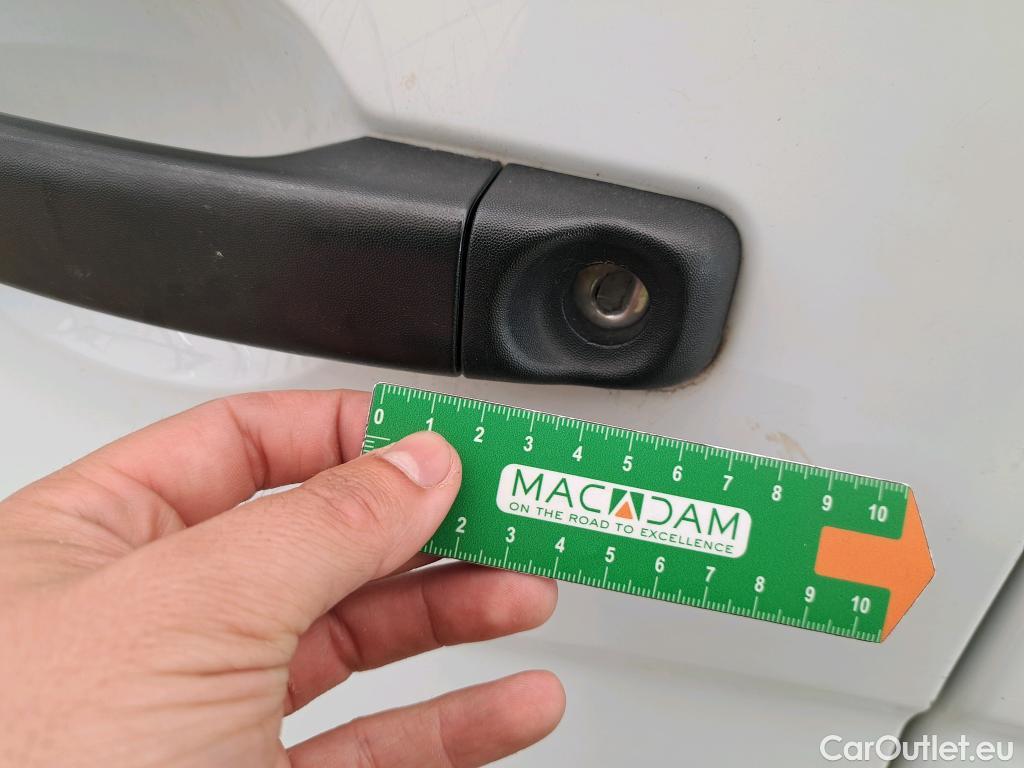 0 1 2 3 4 5 6 7 8 9 10
MACADAM
ON THE ROAD TO EXCELLENCE
2 3 4 5 6 7 8 9 10
CarOutlet.eu